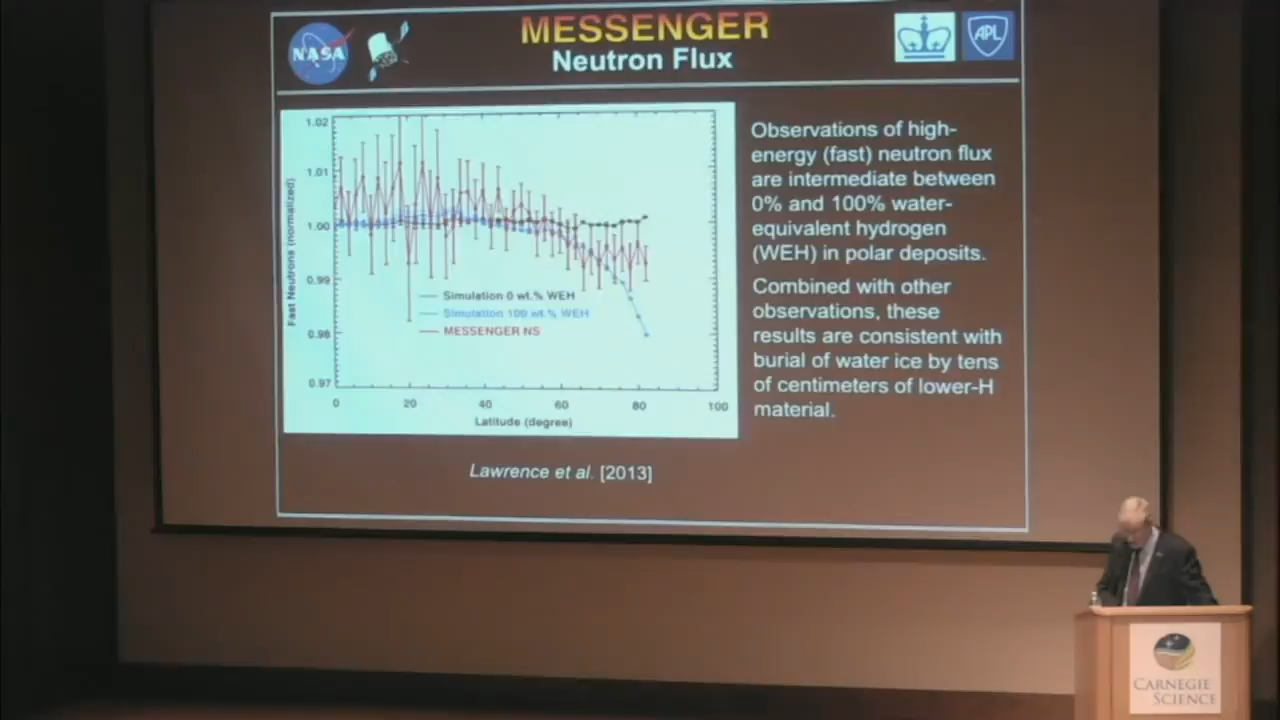 MESSENGER
Neutron Flux
NASA
APL
1.02
1.01
1.00
0.99
0.98
0.97
Fast Neutrons (normalized)
Simulation 0 wt.% WEH
Simulation 100 wt.% WEH
MESSENGER NS
0 20 40 60 80 100
Latitude (degree)
Lawrence et al. [2013]
Observations of high-
energy (fast) neutron flux
are intermediate between
0% and 100% water-
equivalent hydrogen
(WEH) in polar deposits.
Combined with other
observations, these
results are consistent with
burial of water ice by tens
of centimeters of lower-H
material.
CARNEGIE
SCIENCE